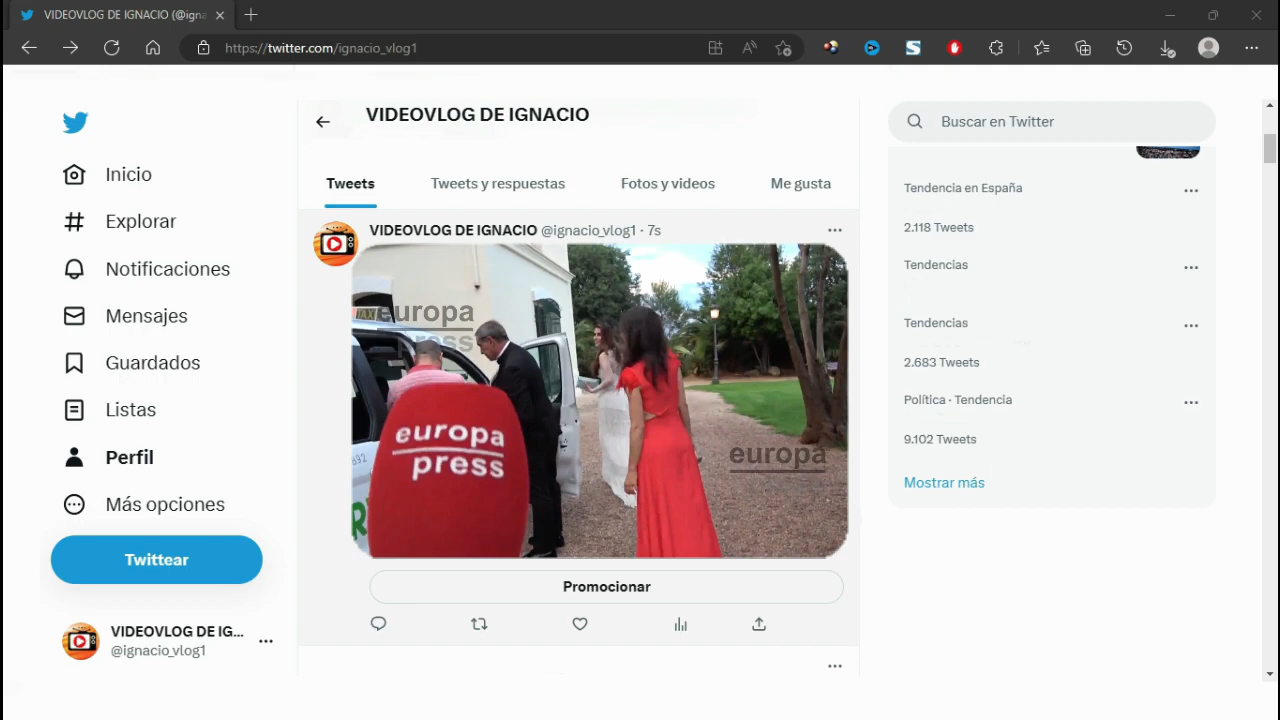 VIDEOVLOG DE IGNACIO (@igna
https://twitter.com/ignacio_vlog1
VIDEOVLOG DE IGNACIO
Buscar en Twitter
Inicio
Explorar
Notificaciones
Mensajes
Guardados
Listas
Perfil
Más opciones
Twittear
VIDEOVLOG DE IG...
@ignacio_vlog1
Tweets
Tweets y respuestas
Fotos y videos
Me gusta
VIDEOVLOG DE IGNACIO @ignacio_vlog1 · 7s
TAXI
europa
press
europa
press
892
europa
Promocionar
Tendencia en España
2.118 Tweets
Tendencias
Tendencias
2.683 Tweets
Política · Tendencia
9.102 Tweets
Mostrar más